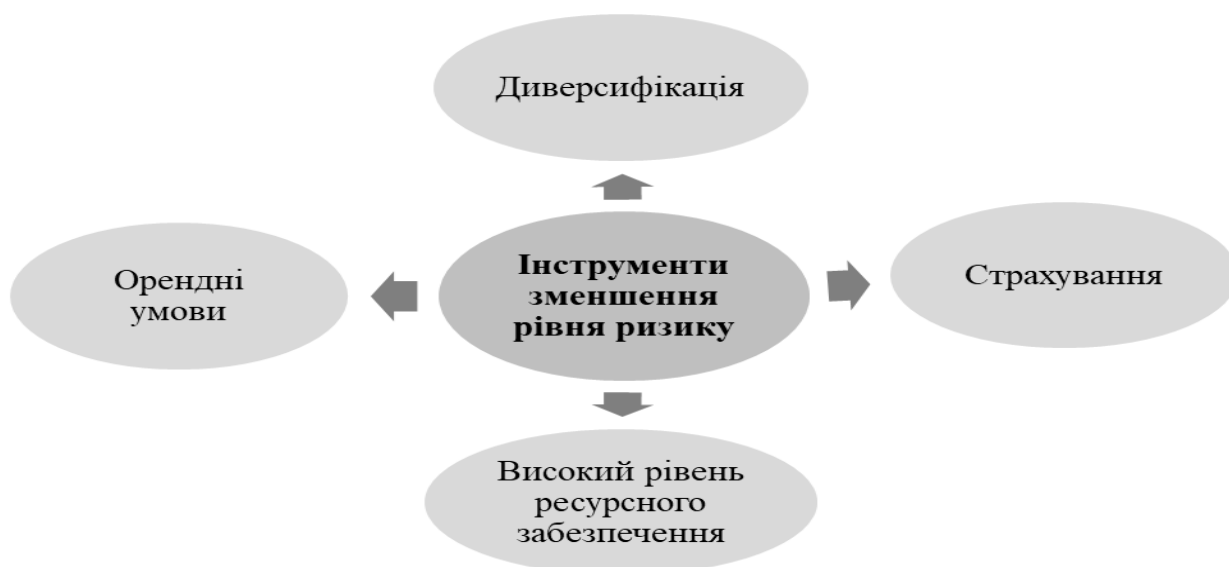 Диверсифікація
Орендні
умови
Інструменти
зменшення
рівня ризику
Страхування
Високий рівень
ресурсного
забезпечення